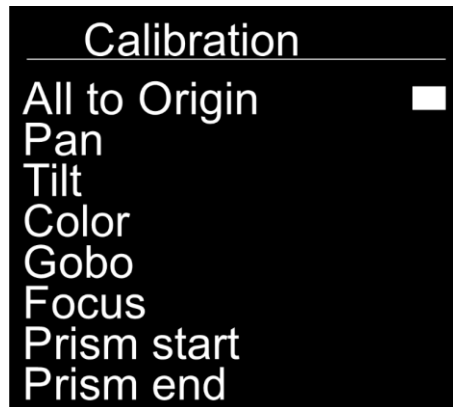 Calibration
All to Origin
Pan
Tilt
Color
Gobo
Focus
Prism start
Prism end